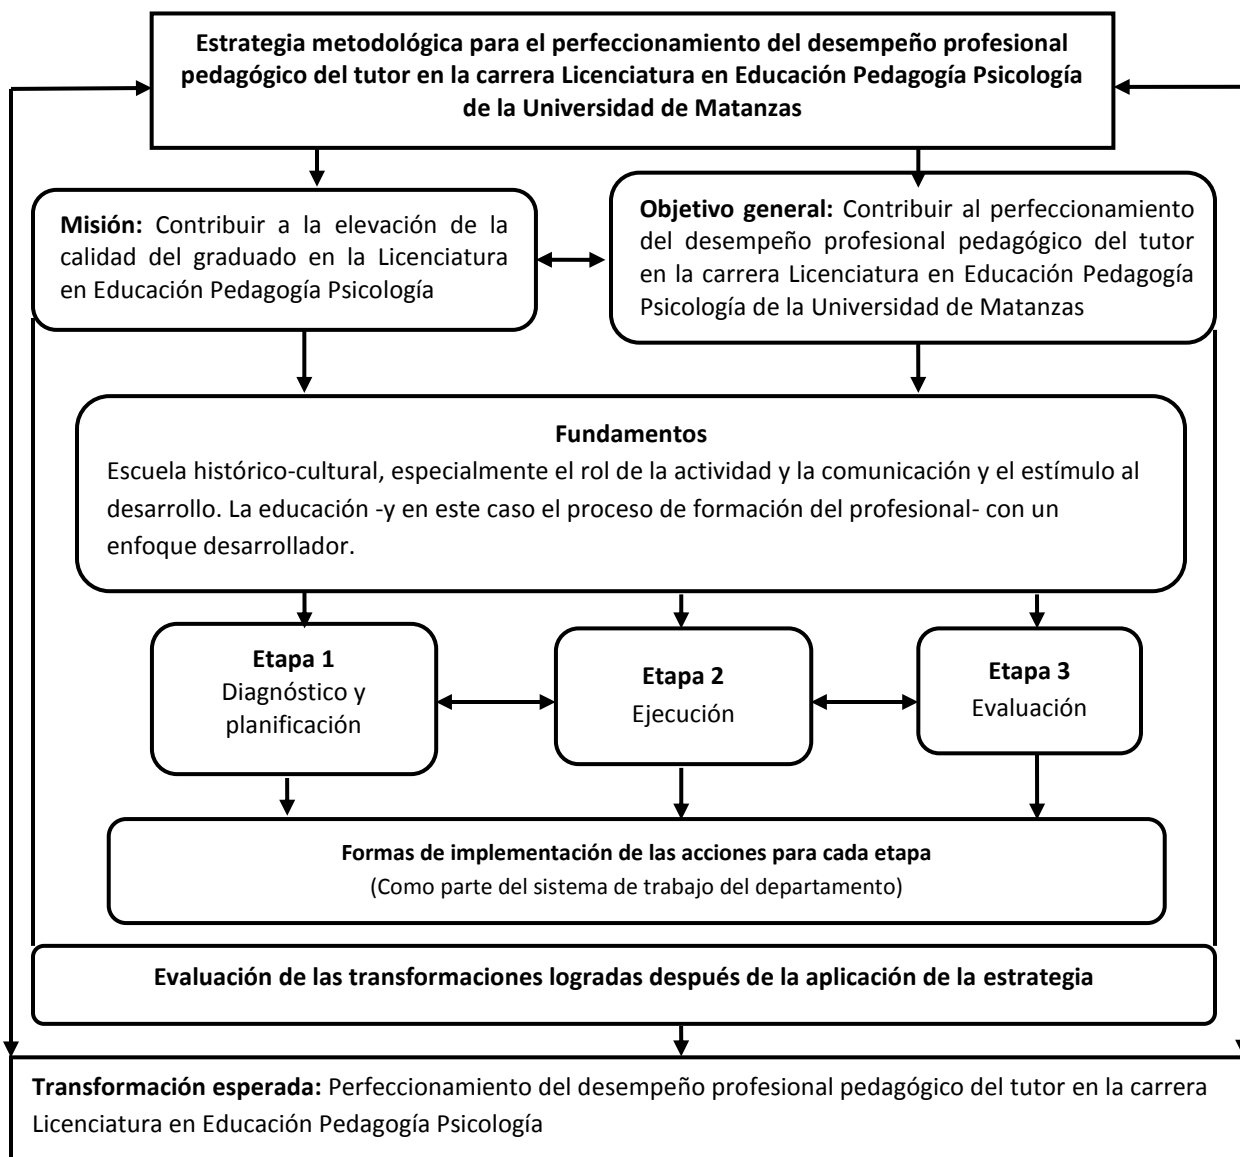 Estrategia metodológica para el perfeccionamiento del desempeño profesional
pedagógico del tutor en la carrera Licenciatura en Educación Pedagogía Psicología
de la Universidad de Matanzas
Misión: Contribuir a la elevación de la
calidad del graduado en la Licenciatura
en Educación Pedagogía Psicología
Objetivo general: Contribuir al perfeccionamiento
del desempeño profesional pedagógico del tutor
en la carrera Licenciatura en Educación Pedagogía
Psicología de la Universidad de Matanzas
Fundamentos
Escuela histórico-cultural, especialmente el rol de la actividad y la comunicación y el estímulo al
desarrollo. La educación -y en este caso el proceso de formación del profesional- con un
enfoque desarrollador.
Etapa 1
Diagnóstico y
planificación
Etapa 2
Ejecución
Etapa 3
Evaluación
Formas de implementación de las acciones para cada etapa
(Como parte del sistema de trabajo del departamento)
Evaluación de las transformaciones logradas después de la aplicación de la estrategia
Transformación esperada: Perfeccionamiento del desempeño profesional pedagógico del tutor en la carrera
Licenciatura en Educación Pedagogía Psicología